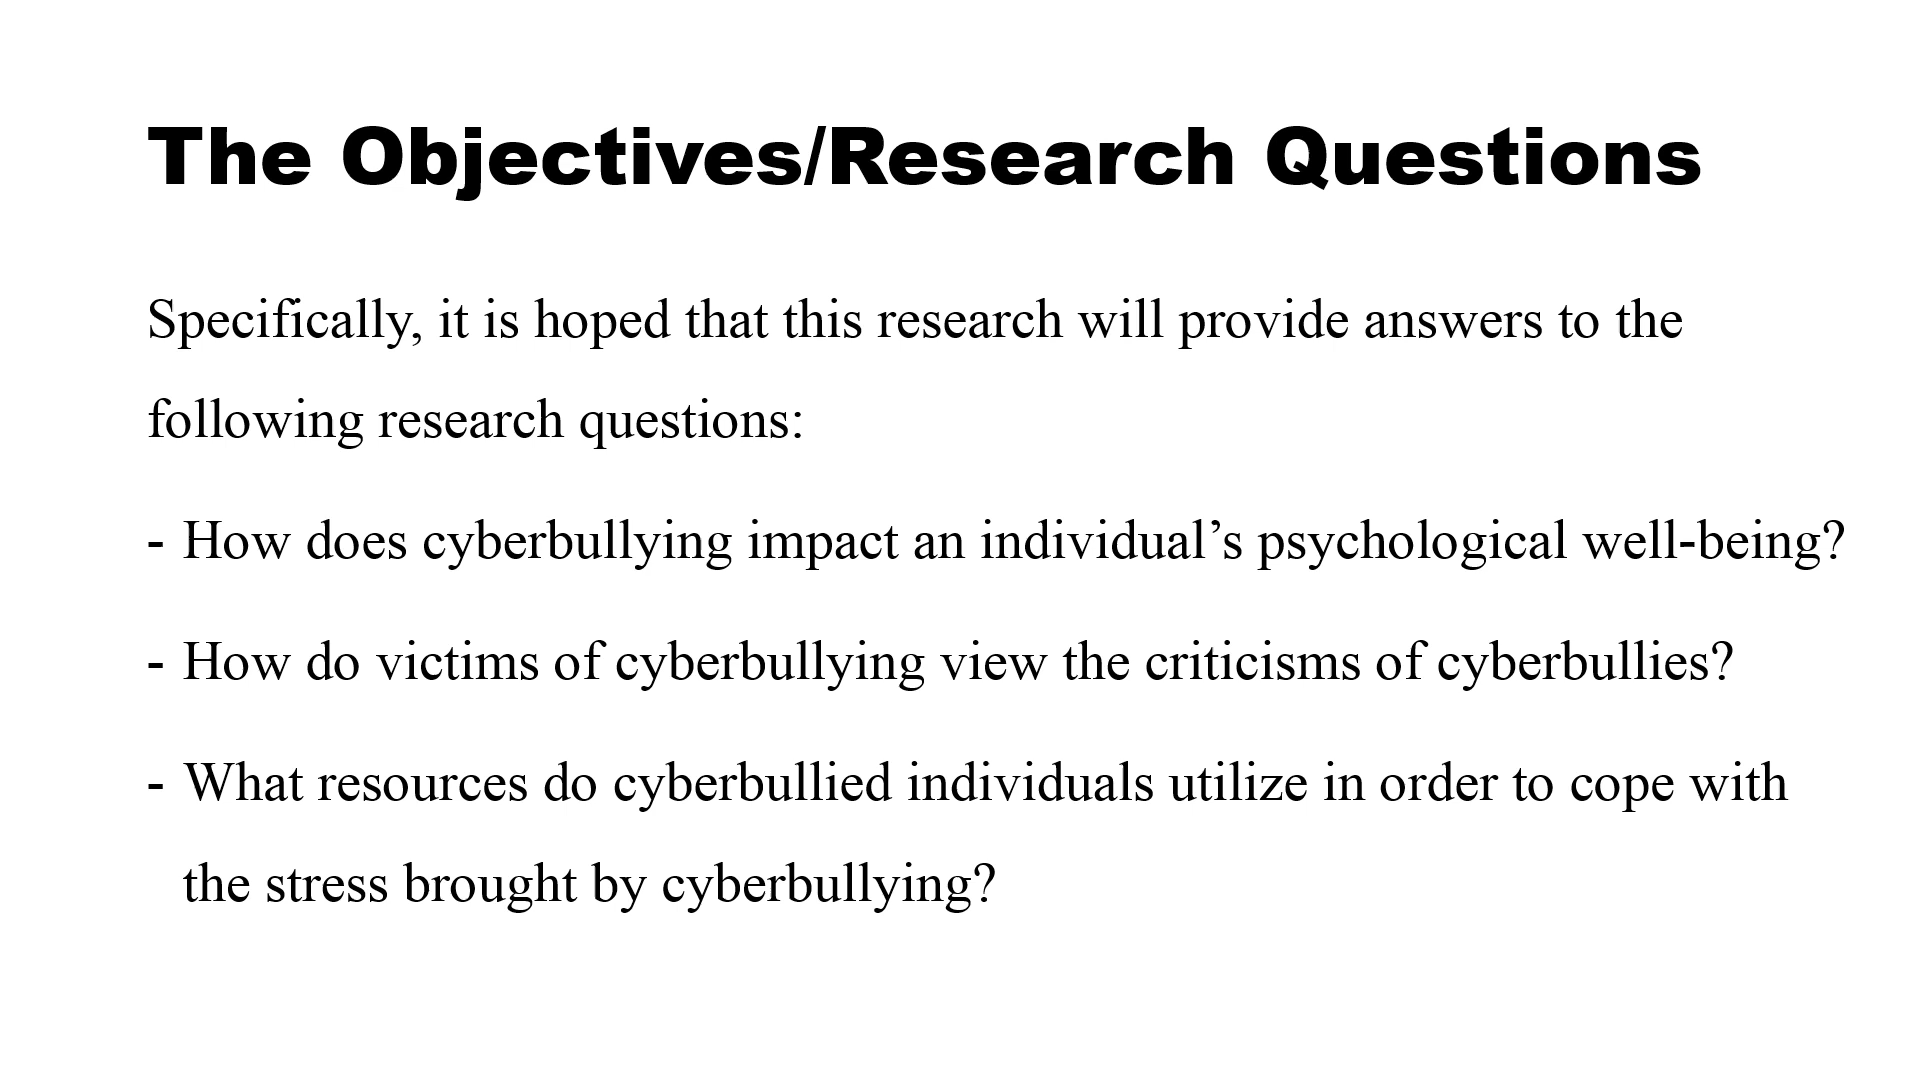 The Objectives/Research Questions
Specifically, it is hoped that this research will provide answers to the
following research questions:
- How does cyberbullying impact an individual’s psychological well-being?
- How do victims of cyberbullying view the criticisms of cyberbullies?
- What resources do cyberbullied individuals utilize in order to cope with
the stress brought by cyberbullying?